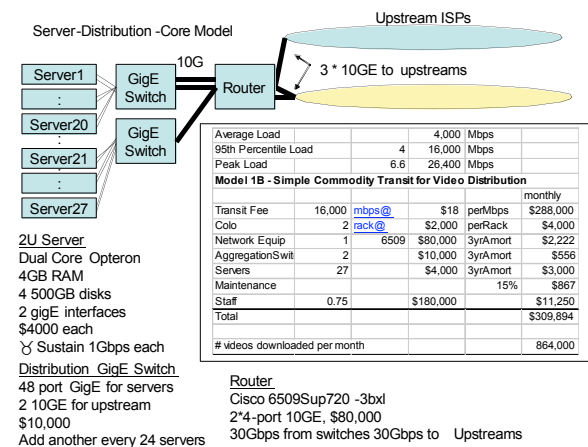 Server-Distribution -Core Model
Upstream ISPs
Server1
:
Server20
:
Server21
:
Server27
GigE Switch
GigE Switch
10G
Router
3 * 10GE to upstreams
Average Load 4,000 Mbps
95th Percentile Load 4 16,000 Mbps
Peak Load 6.6 26,400 Mbps
Model 1B - Simple Commodity Transit for Video Distribution
monthly
Transit Fee 16,000 mbps@ $18 perMbps $288,000
Colo 2 rack@ $2,000 perRack $4,000
Network Equip 1 6509 $80,000 3yrAmort $2,222
AggregationSwit 2 $10,000 3yrAmort $556
Servers 27 $4,000 3yrAmort $3,000
Maintenance 15% $867
Staff 0.75 $180,000 $11,250
Total $309,894
# videos downloaded per month 864,000
2U Server
Dual Core Opteron
4GB RAM
4 500GB disks
2 gigE interfaces
$4000 each
♉ Sustain 1Gbps each
Distribution GigE Switch
48 port GigE for servers
2 10GE for upstream
$10,000
Add another every 24 servers
Router
Cisco 6509Sup720 -3bxl
2*4-port 10GE, $80,000
30Gbps from switches 30Gbps to Upstreams